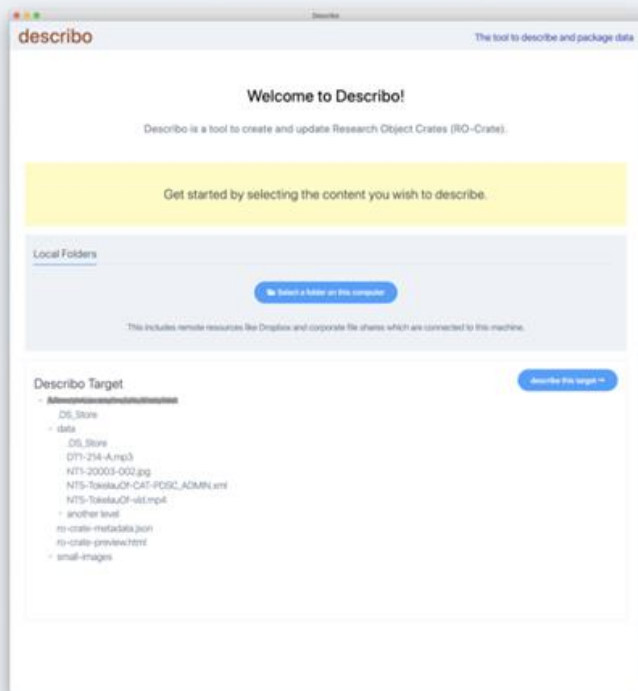 Describo
describo
The tool to describe and package data
Welcome to Describo!
Describo is a tool to create and update Research Object Crates (RO-Crate).
Get started by selecting the content you wish to describe.
Local Folders
Select a folder on this computer
This includes remote resources like Dropbox and corporate file shares which are connected to this machine.
Describo Target
describe this target
.DS_Store
data
.DS_Store
DT1-214-A.mp3
NT1-20003-002.jpg
NT5-TokelauOf-CAT-PDSC_ADMIN.xml
NT5-TokelauOf-vid.mp4
another level
ro-crate-metadata.json
ro-crate-preview.html
small-images